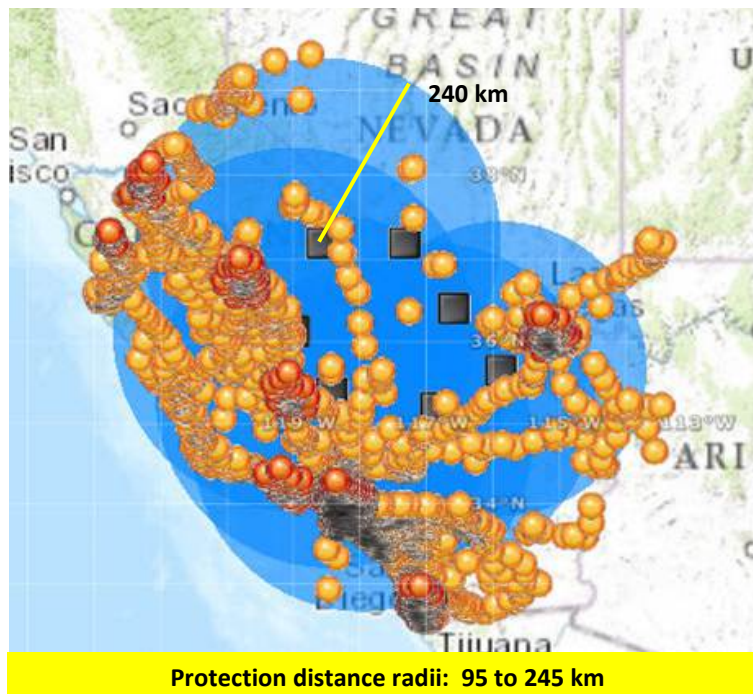 GREAT
BASIN
240 km
NEVADA
San
isco
38°N
36°N
119°W
117°W
115°W
113°W
ARI
34°N
Tijuana
Protection distance radii: 95 to 245 km